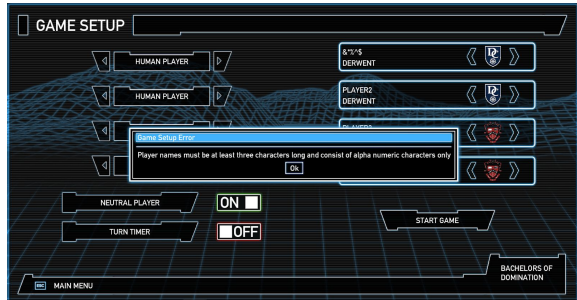 GAME SETUP
HUMAN PLAYER
&*%^$
DERWENT
HUMAN PLAYER
PLAYER2
DERWENT
Game Setup Error
Player names must be at least three characters long and consist of alpha numeric characters only
Ok
NEUTRAL PLAYER
ON
TURN TIMER
OFF
START GAME
ESC
MAIN MENU
BACHELORS OF
DOMINATION